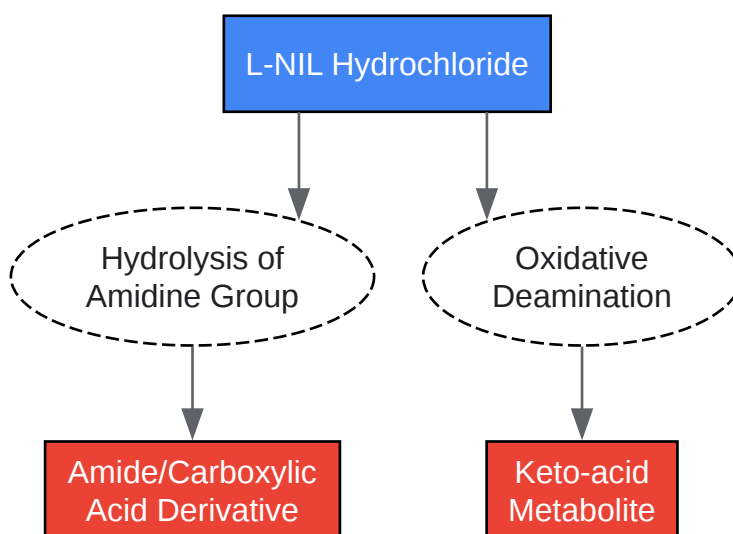 L-NIL Hydrochloride
Hydrolysis of
Amidine Group
Oxidative
Deamination
Amide/Carboxylic
Acid Derivative
Keto-acid
Metabolite